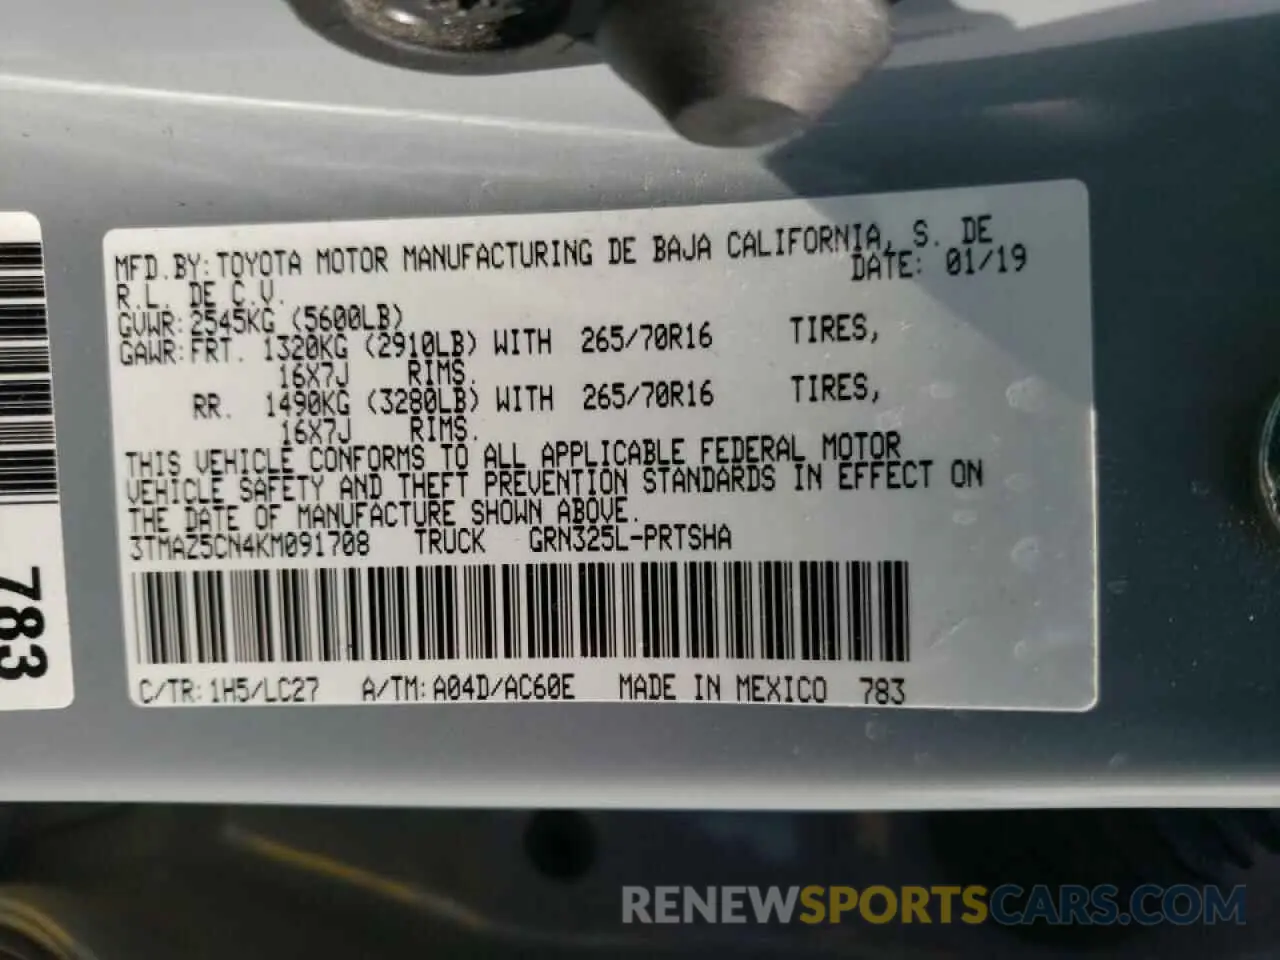 MFD.BY:TOYOTA MOTOR MANUFACTURING DE BAJA CALIFORNIA, S. DE
R.L. DE C.V. DATE: 01/19
GVWR:2545KG (5600LB)
GAWR:FRT. 1320KG (2910LB) WITH 265/70R16 TIRES,
16X7J RIMS.
RR. 1490KG (3280LB) WITH 265/70R16 TIRES,
16X7J RIMS.
THIS VEHICLE CONFORMS TO ALL APPLICABLE FEDERAL MOTOR
VEHICLE SAFETY AND THEFT PREVENTION STANDARDS IN EFFECT ON
THE DATE OF MANUFACTURE SHOWN ABOVE.
3TMAZ5CN4KM091708 TRUCK GRN325L-PRTSHA
C/TR:1H5/LC27 A/TM:A04D/AC60E MADE IN MEXICO 783
783
RENEWSPORTSCARS.COM